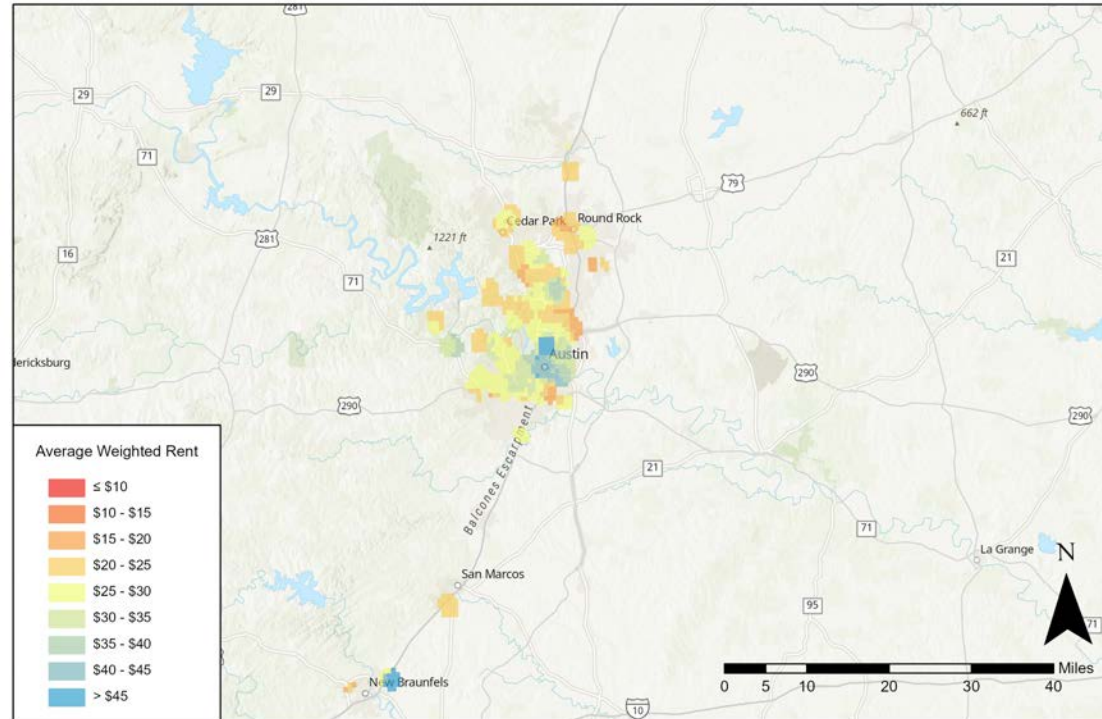 281
29
29
71
662 ft
79
Cedar Park
Round Rock
281
1221 ft
16
21
71
dericksburg
Austin
290
290
290
Balcones Escarpment
21
Average Weighted Rent
≤ $10
$10 - $15
$15 - $20
$20 - $25
$25 - $30
$30 - $35
$35 - $40
$40 - $45
> $45
71
La Grange
N
San Marcos
95
71
New Braunfels
Miles
0 5 10 20 30 40
10